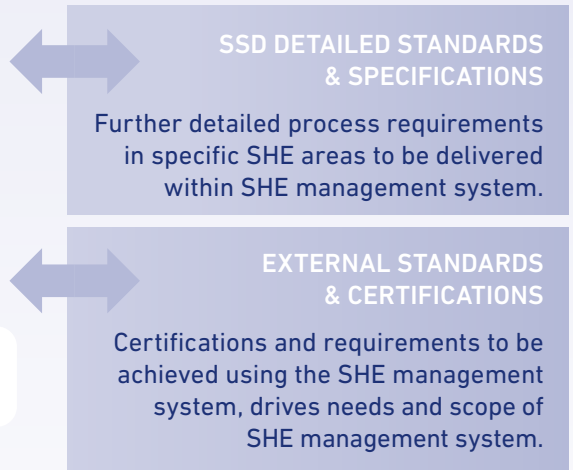 SSD DETAILED STANDARDS
& SPECIFICATIONS
Further detailed process requirements
in specific SHE areas to be delivered
within SHE management system.
EXTERNAL STANDARDS
& CERTIFICATIONS
Certifications and requirements to be
achieved using the SHE management
system, drives needs and scope of
SHE management system.